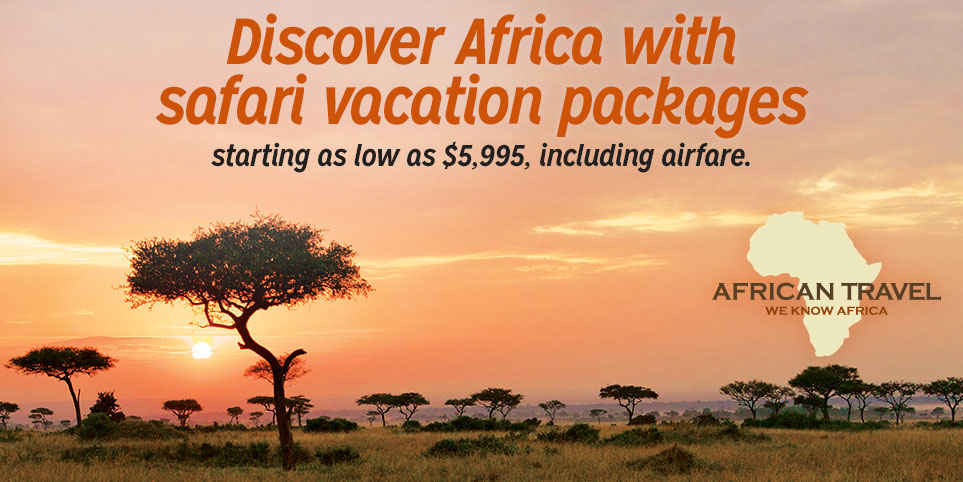 Discover Africa with
safari vacation packages
starting as low as $5,995, including airfare.
AFRICAN TRAVEL
WE KNOW AFRICA